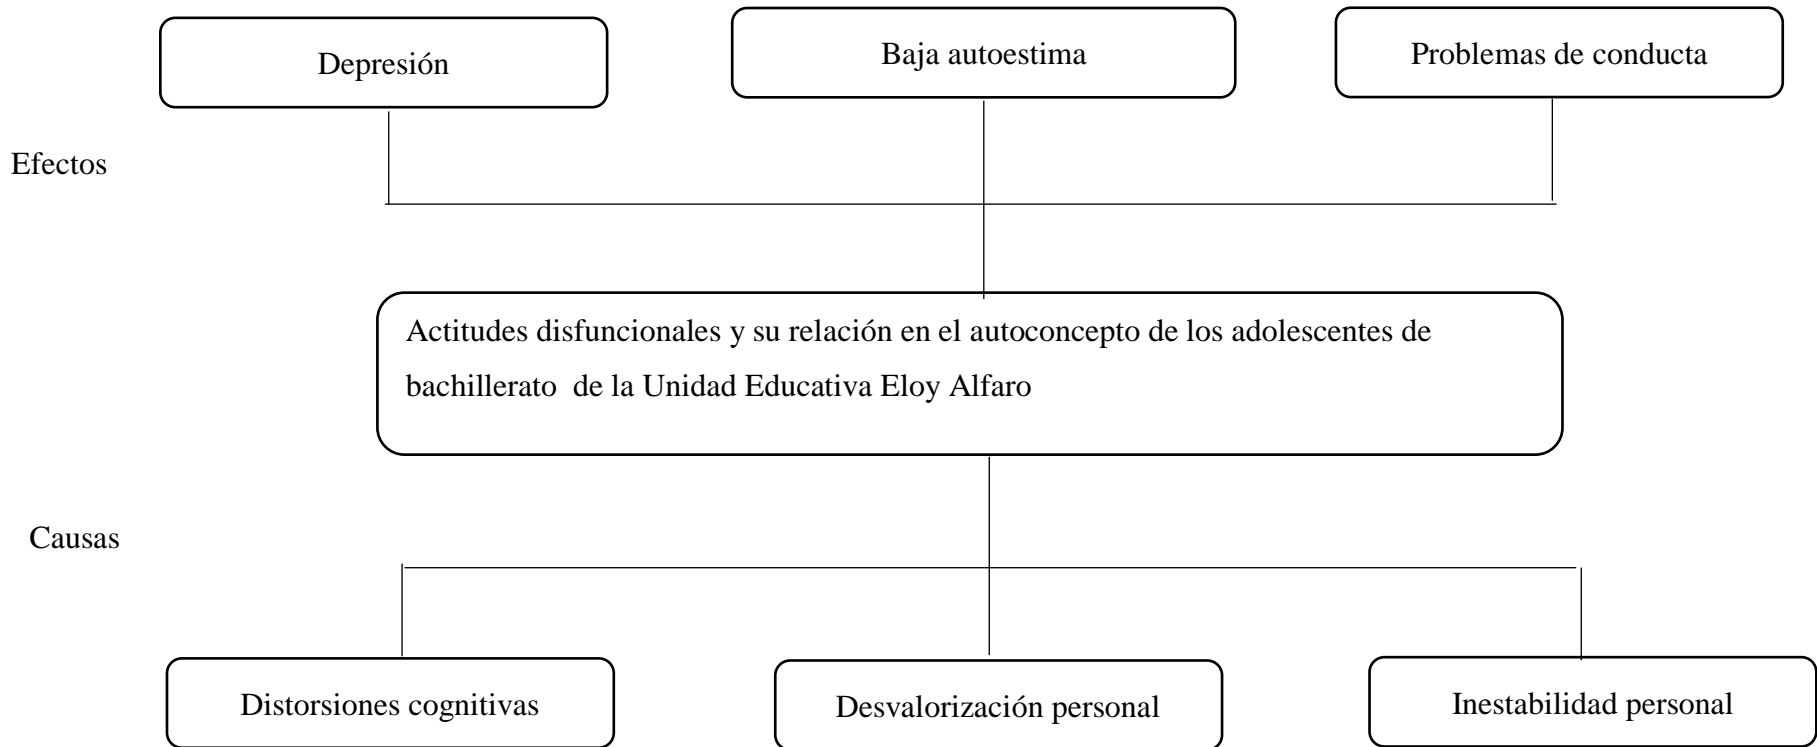 Depresión
Baja autoestima
Problemas de conducta
Efectos
Actitudes disfuncionales y su relación en el autoconcepto de los adolescentes de
bachillerato  de la Unidad Educativa Eloy Alfaro
Causas
Distorsiones cognitivas
Desvalorización personal
Inestabilidad personal